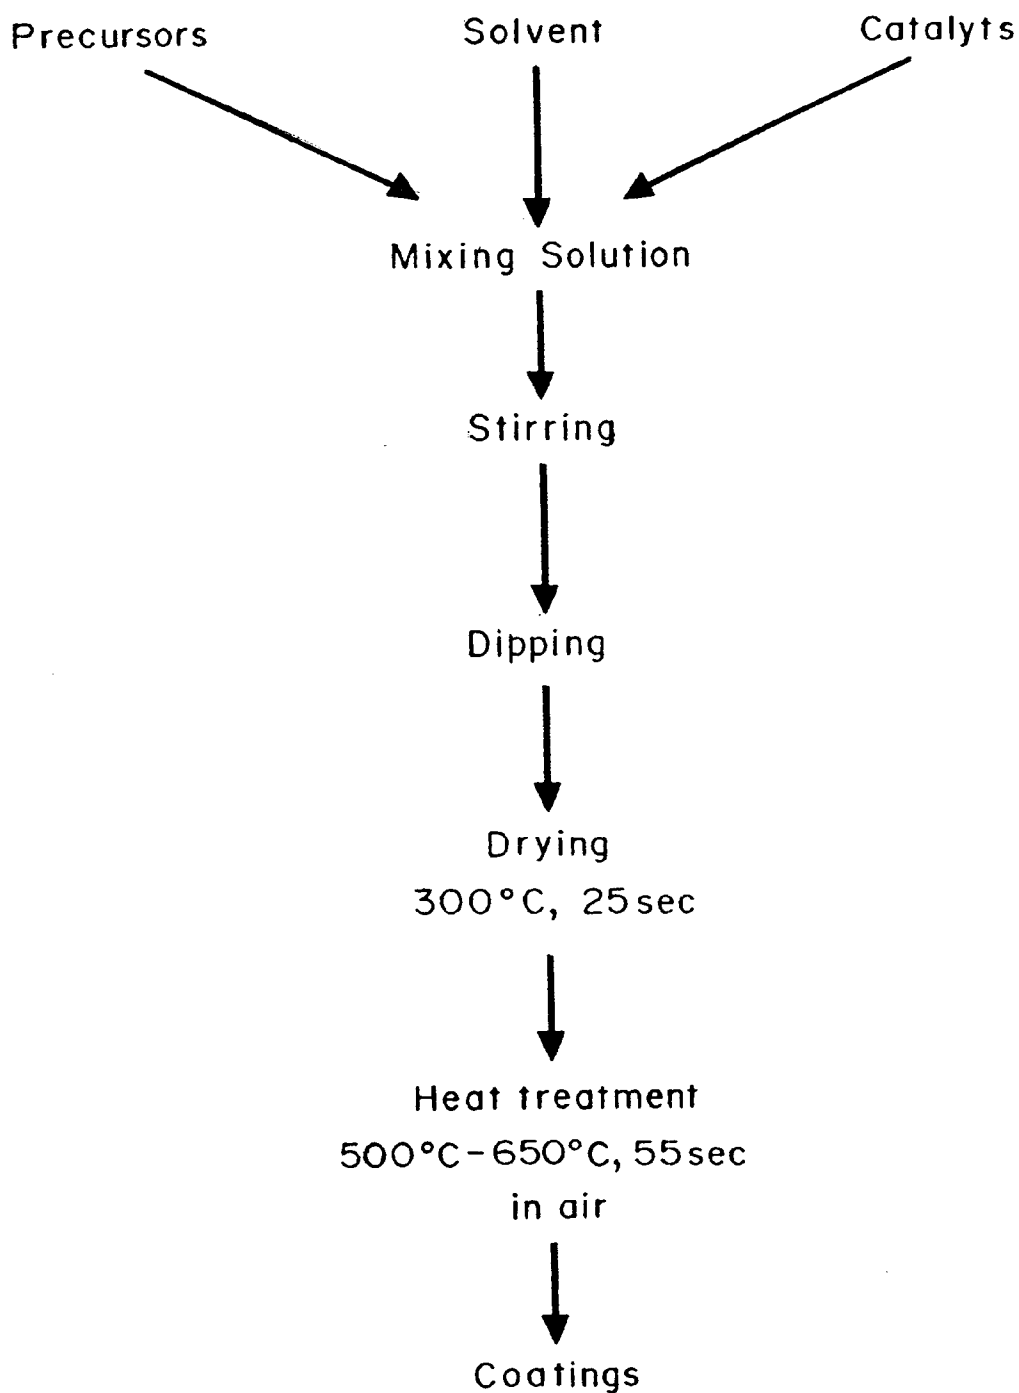 Precursors Solvent Catalyts
Mixing Solution
Stirring
Dipping
Drying
300°C, 25sec
Heat treatment
500°C-650°C, 55sec
in air
Coatings